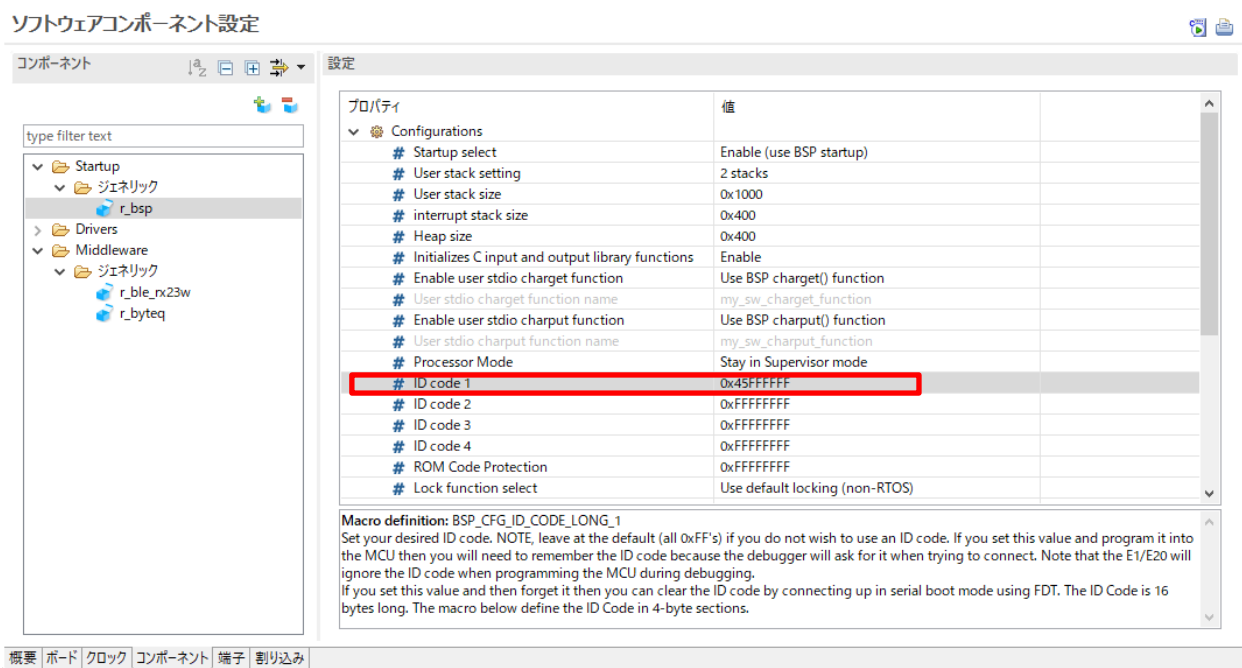 ソフトウェアコンポーネント設定
コンポーネント
設定
type filter text
Startup
ジェネリック
r_bsp
Drivers
Middleware
ジェネリック
r_ble_rx23w
r_byteq
プロパティ 値
Configurations
# Startup select Enable (use BSP startup)
# User stack setting 2 stacks
# User stack size 0x1000
# interrupt stack size 0x400
# Heap size 0x400
# Initializes C input and output library functions Enable
# Enable user stdio charget function Use BSP charget() function
# User stdio charget function name my_sw_charget_function
# Enable user stdio charput function Use BSP charput() function
# User stdio charput function name my_sw_charput_function
# Processor Mode Stay in Supervisor mode
# ID code 1 0x45FFFFFF
# ID code 2 0xFFFFFFFF
# ID code 3 0xFFFFFFFF
# ID code 4 0xFFFFFFFF
# ROM Code Protection 0xFFFFFFFF
# Lock function select Use default locking (non-RTOS)
Macro definition: BSP_CFG_ID_CODE_LONG_1
Set your desired ID code. NOTE, leave at the default (all 0xFF's) if you do not wish to use an ID code. If you set this value and program it into
the MCU then you will need to remember the ID code because the debugger will ask for it when trying to connect. Note that the E1/E20 will
ignore the ID code when programming the MCU during debugging.
If you set this value and then forget it then you can clear the ID code by connecting up in serial boot mode using FDT. The ID Code is 16
bytes long. The macro below define the ID Code in 4-byte sections.
概要 ボード クロック コンポーネント 端子 割り込み